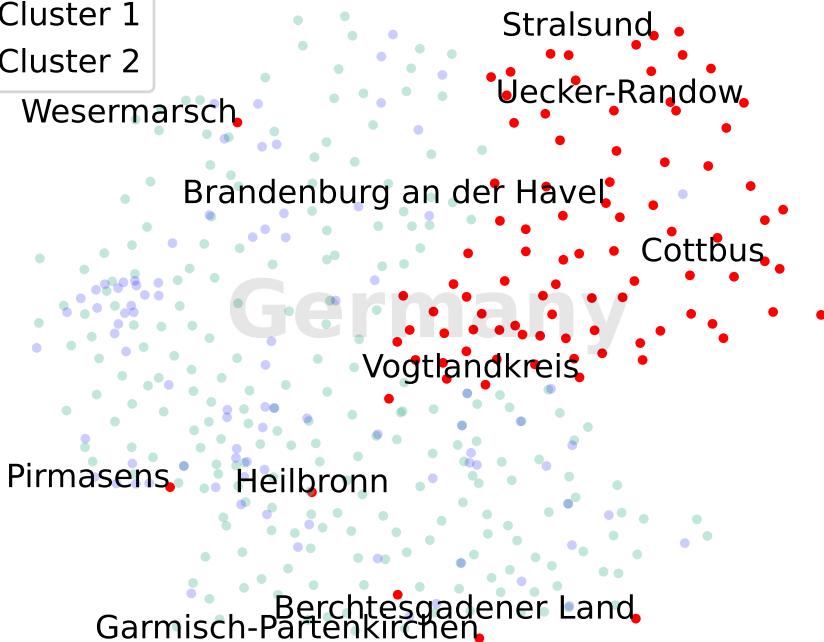 Cluster 1
Stralsund
Cluster 2
Uecker-Randow
Wesermarsch
Brandenburg an der Havel
Cottbus
Germany
Vogtlandkreis
Pirmasens
Heilbronn
Berchtesgadener Land
Garmisch-Partenkirchen